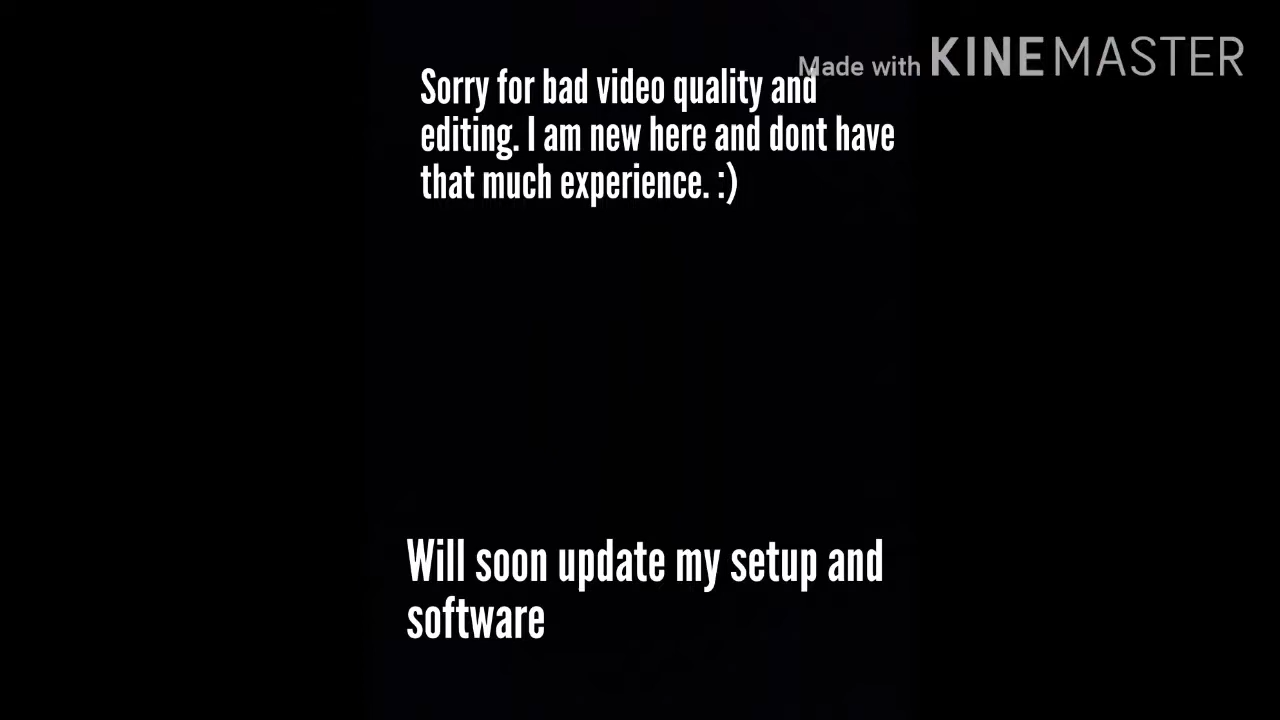 Made with KINEMASTER
Sorry for bad video quality and
editing. I am new here and dont have
that much experience. :)
Will soon update my setup and
software